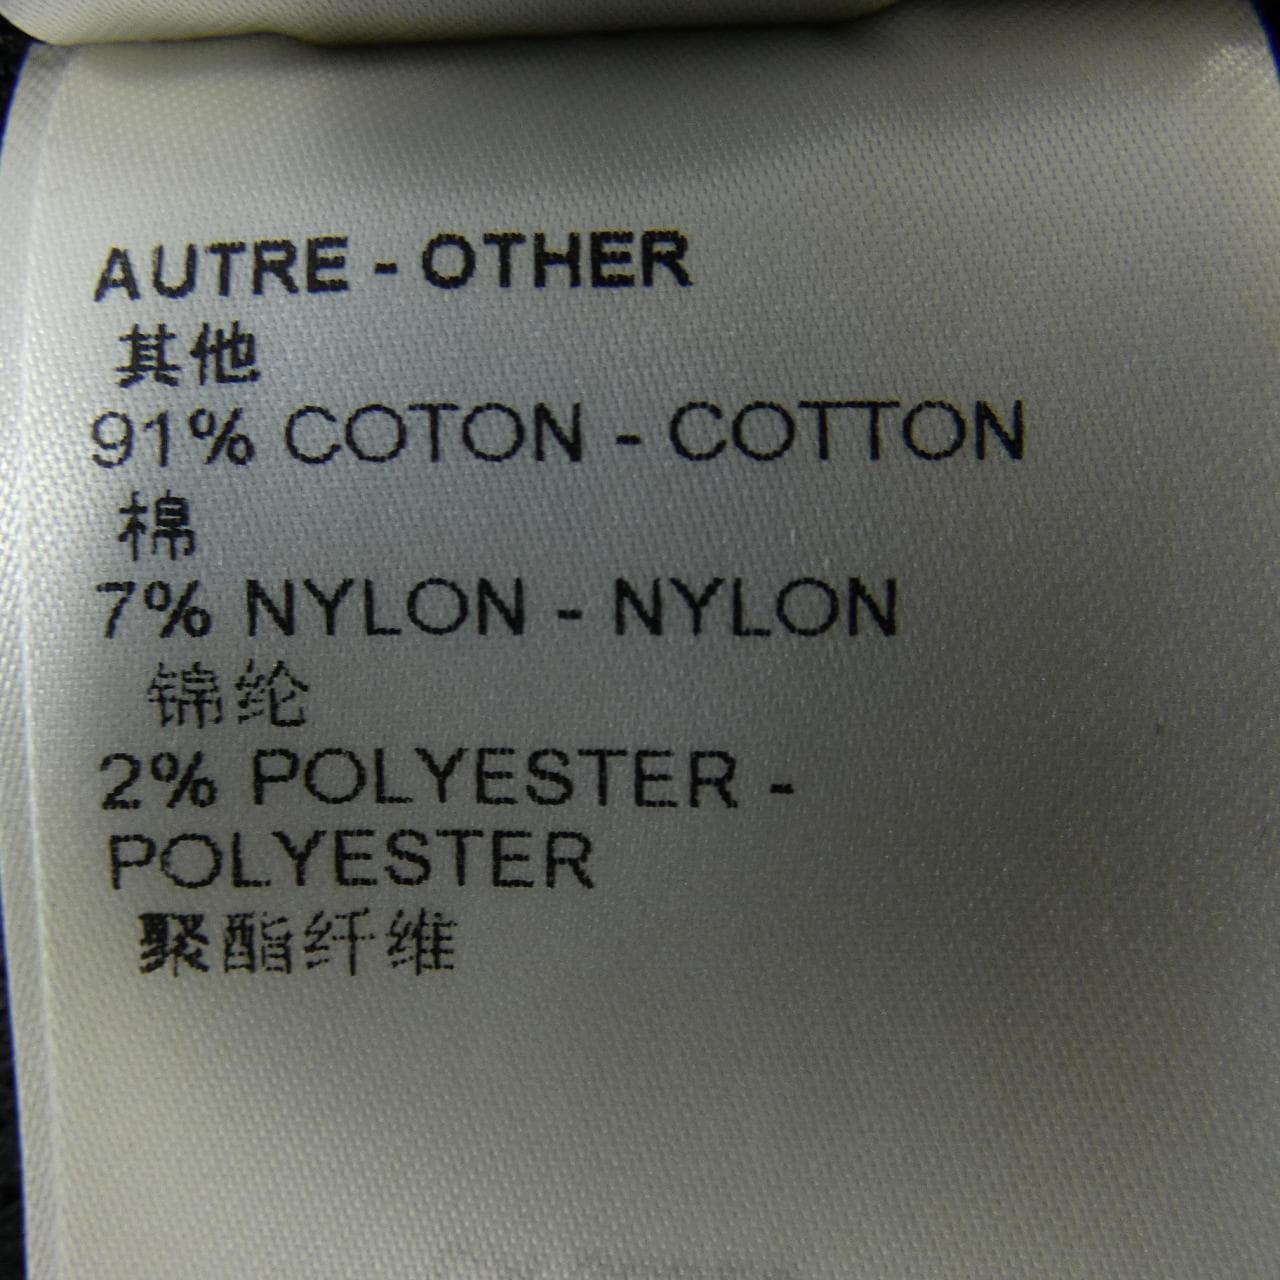 AUTRE - OTHER
其他
91% COTON - COTTON
棉
7% NYLON - NYLON
锦纶
2% POLYESTER -
POLYESTER
聚酯纤维